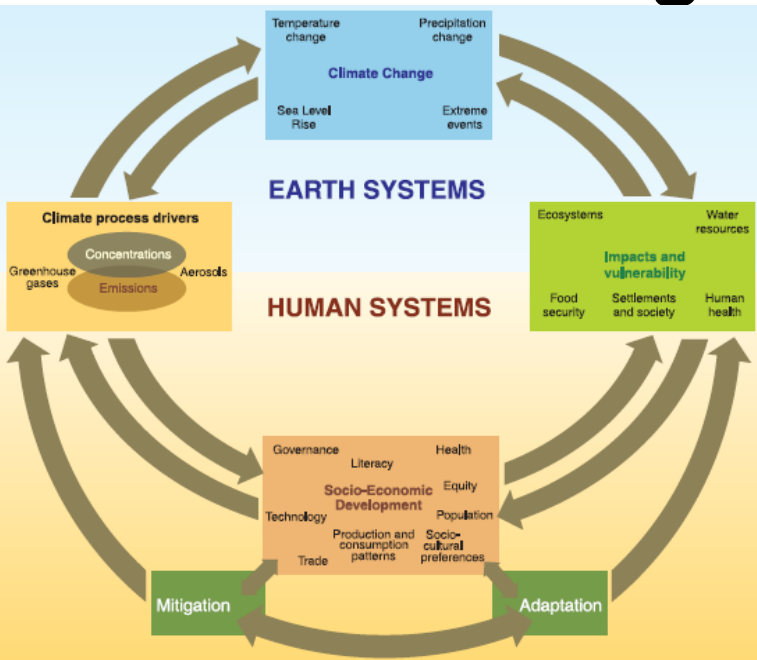 Temperature
change
Precipitation
change
Climate Change
Sea Level
Rise
Extreme
events
EARTH SYSTEMS
Climate process drivers
Concentrations
Greenhouse
gases
Aerosols
Emissions
Ecosystems
Water
resources
Impacts and
vulnerability
Food
security
Settlements
and society
Human
health
HUMAN SYSTEMS
Governance
Literacy
Health
Socio-Economic
Development
Equity
Technology
Population
Production and
consumption
patterns
Socio-
cultural
preferences
Trade
Mitigation
Adaptation